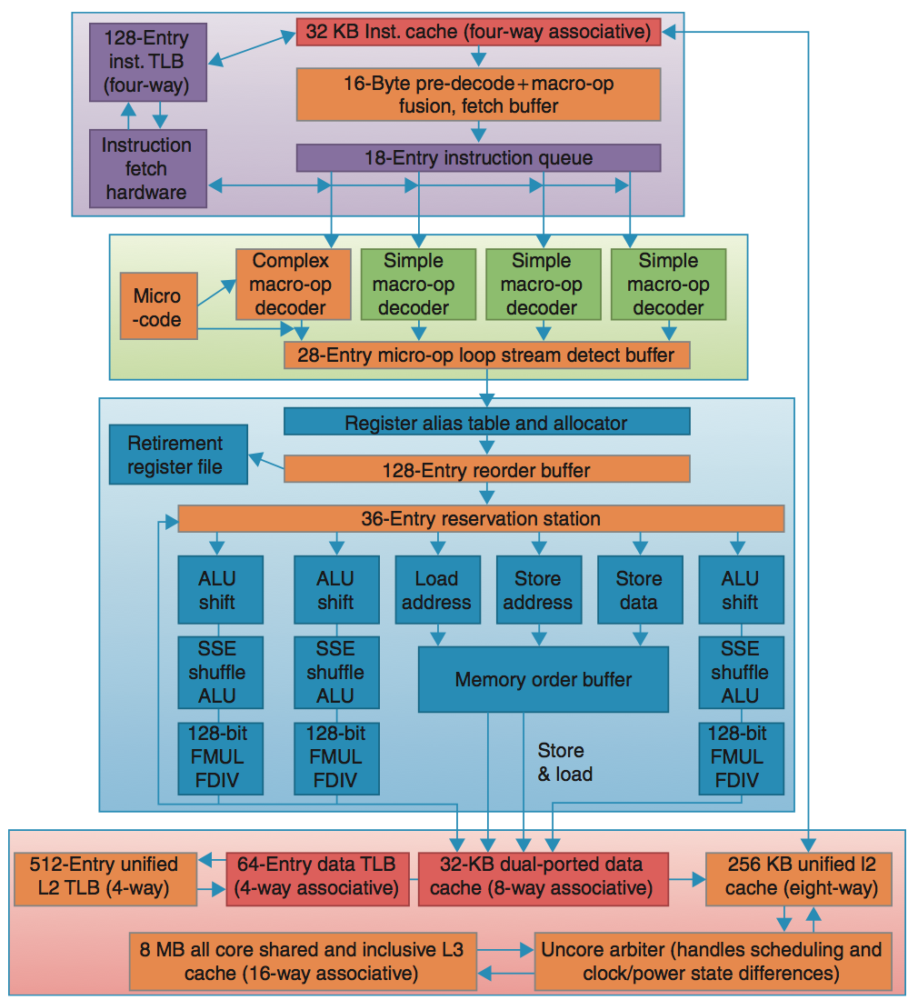 128-Entry
inst. TLB
(four-way)
32 KB Inst. cache (four-way associative)
16-Byte pre-decode+macro-op
fusion, fetch buffer
Instruction
fetch
hardware
18-Entry instruction queue
Micro
-code
Complex
macro-op
decoder
Simple
macro-op
decoder
Simple
macro-op
decoder
Simple
macro-op
decoder
28-Entry micro-op loop stream detect buffer
Register alias table and allocator
Retirement
register file
128-Entry reorder buffer
36-Entry reservation station
ALU
shift
ALU
shift
Load
address
Store
address
Store
data
ALU
shift
SSE
shuffle
ALU
SSE
shuffle
ALU
Memory order buffer
SSE
shuffle
ALU
128-bit
FMUL
FDIV
128-bit
FMUL
FDIV
Store
& load
128-bit
FMUL
FDIV
512-Entry unified
L2 TLB (4-way)
64-Entry data TLB
(4-way associative)
32-KB dual-ported data
cache (8-way associative)
256 KB unified l2
cache (eight-way)
8 MB all core shared and inclusive L3
cache (16-way associative)
Uncore arbiter (handles scheduling and
clock/power state differences)